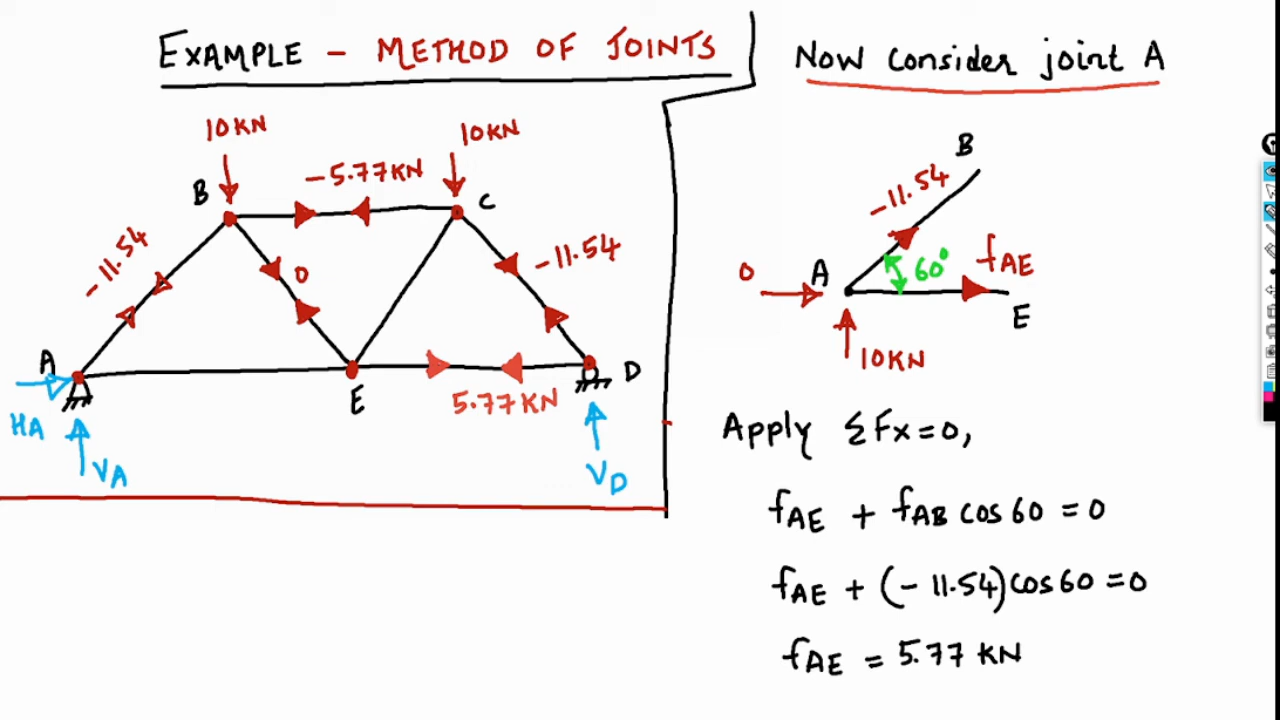 EXAMPLE – METHOD OF JOINTS
10KN
10KN
B
-5.77KN
C
-11.54
0
-11.54
A
HA
VA
E
5.77KN
D
VD
Now consider joint A
B
-11.54
0
A
60°
fAE
E
10KN
Apply ΣFx=0,
fAE + fAB cos 60 = 0
fAE + (-11.54)cos60 = 0
fAE = 5.77 KN